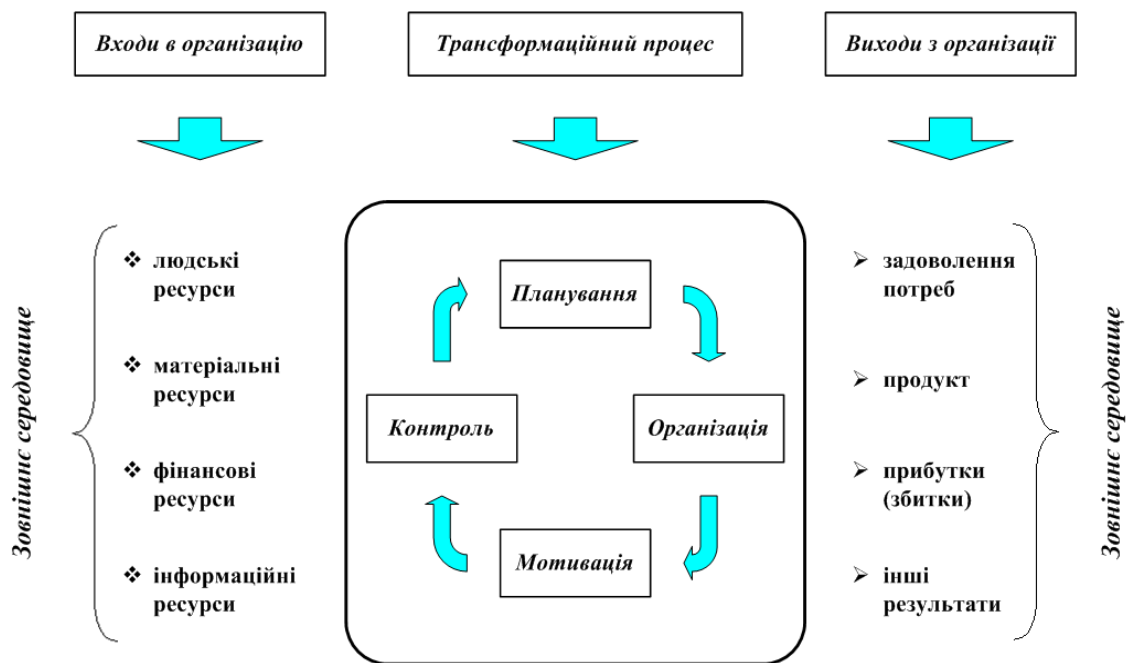 Входи в організацію
Трансформаційний процес
Виходи з організації
Зовнішнє середовище
людські
ресурси
матеріальні
ресурси
фінансові
ресурси
інформаційні
ресурси
Планування
Контроль
Організація
Мотивація
задоволення
потреб
продукт
прибутки
(збитки)
інші
результати
Зовнішнє середовище